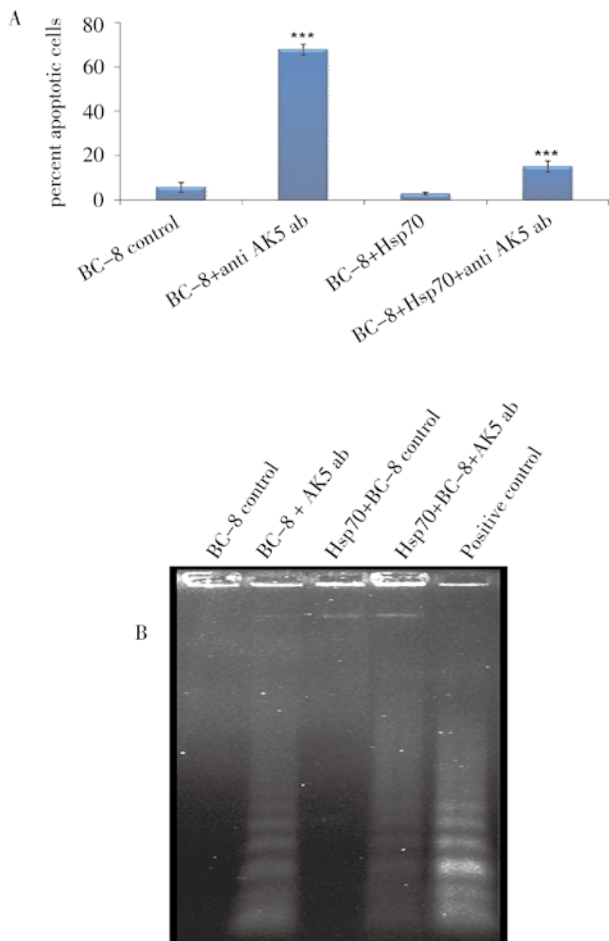 A
percent apoptotic cells
80
60
40
20
0
***
***
BC-8 control
BC-8+anti AK5 ab
BC-8+Hsp70
BC-8+Hsp70+anti AK5 ab
B
BC-8 control
BC-8 + AK5 ab
Hsp70+BC-8 control
Hsp70+BC-8+AK5 ab
Positive control